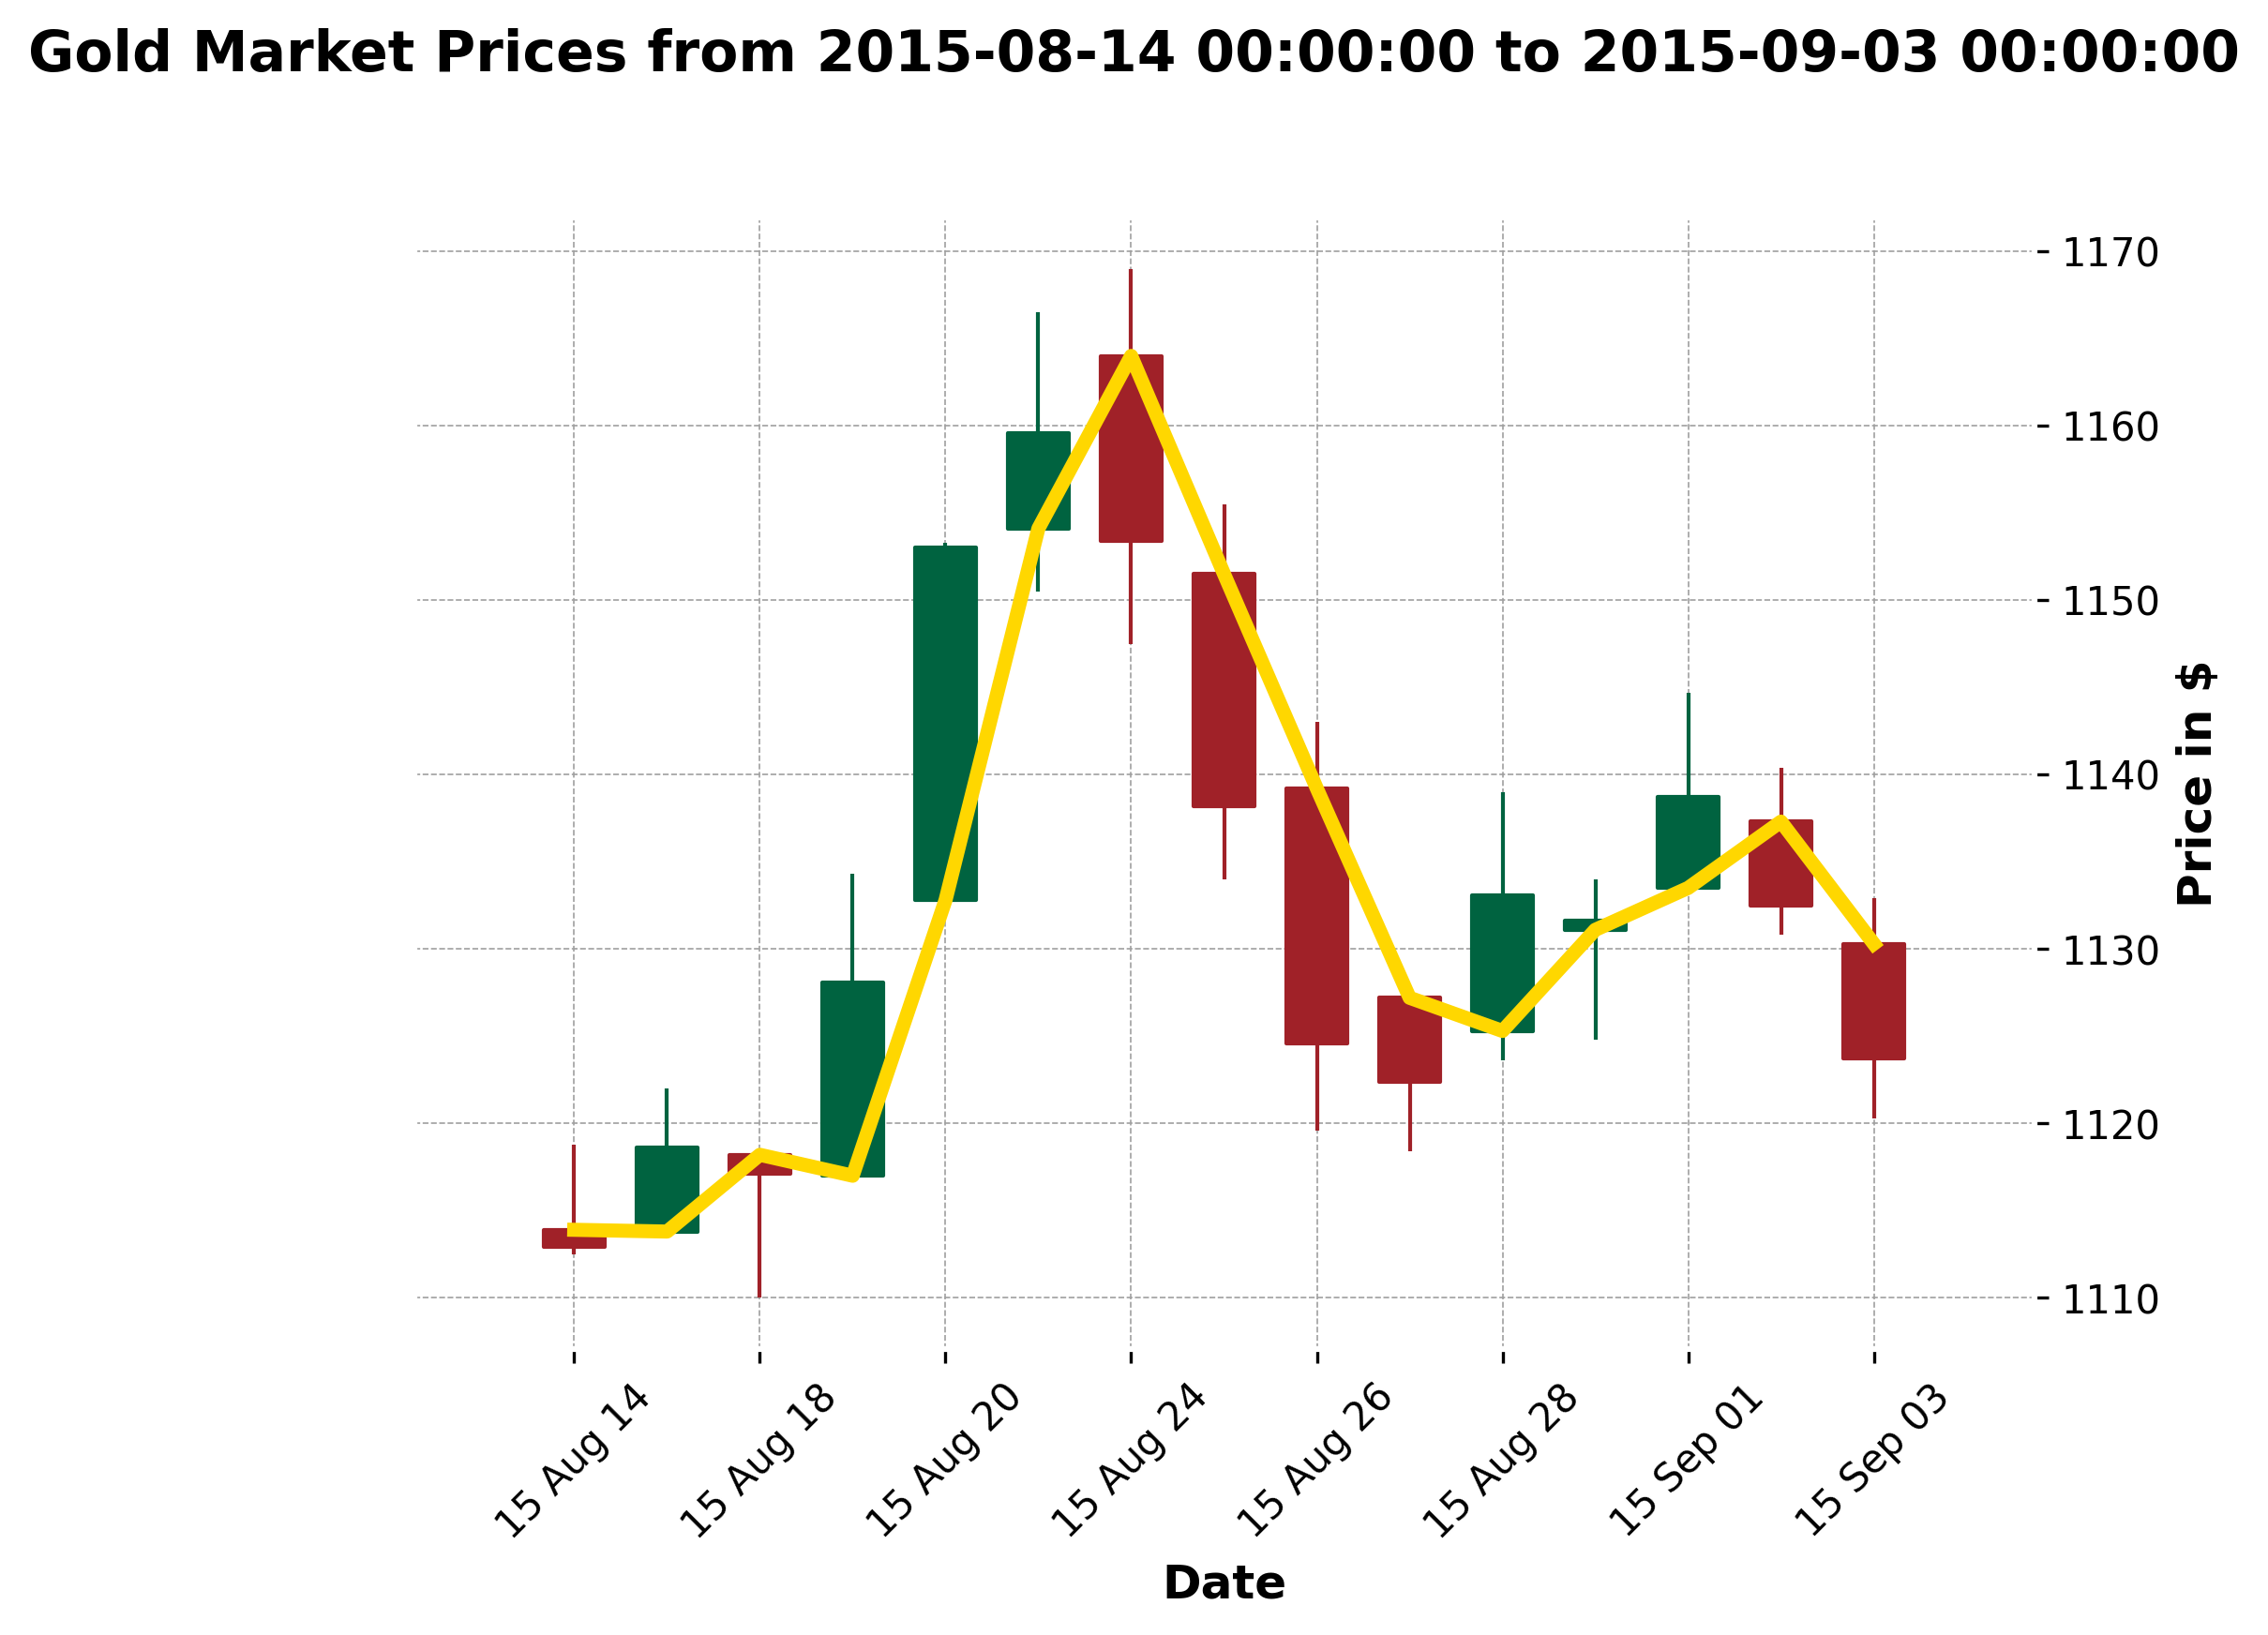 Gold Market Prices from 2015-08-14 00:00:00 to 2015-09-03 00:00:00
1170
1160
1150
1140
1130
1120
1110
Price in $
15 Aug 14
15 Aug 18
15 Aug 20
15 Aug 24
15 Aug 26
15 Aug 28
15 Sep 01
15 Sep 03
Date